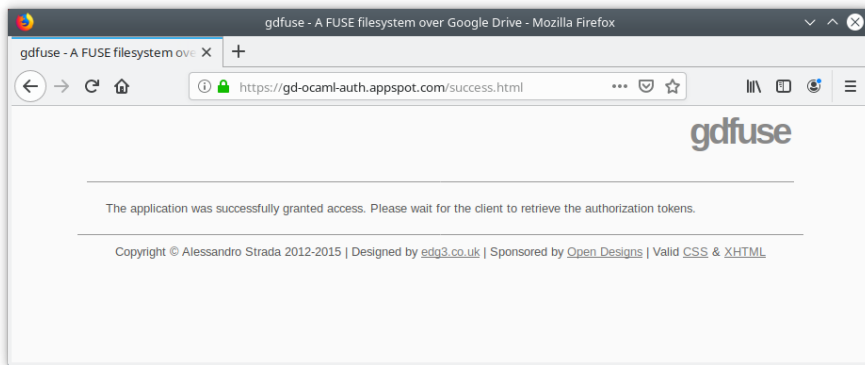 gdfuse - A FUSE filesystem over Google Drive - Mozilla Firefox
gdfuse - A FUSE filesystem ove
https://gd-ocaml-auth.appspot.com/success.html
gdfuse
The application was successfully granted access. Please wait for the client to retrieve the authorization tokens.
Copyright © Alessandro Strada 2012-2015 | Designed by edg3.co.uk | Sponsored by Open Designs | Valid CSS & XHTML